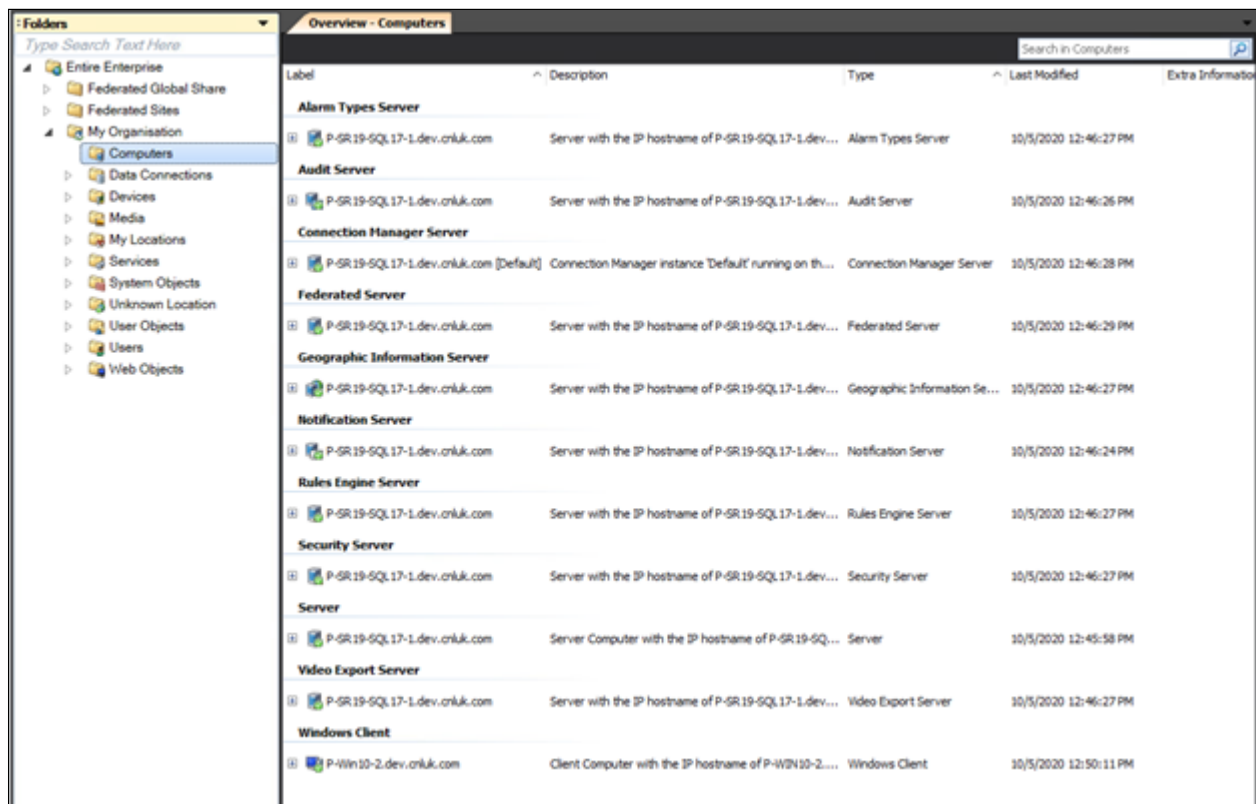 Folders
Type Search Text Here
Entire Enterprise
Federated Global Share
Federated Sites
My Organisation
Computers
Data Connections
Devices
Media
My Locations
Services
System Objects
Unknown Location
User Objects
Users
Web Objects
Overview - Computers
Search in Computers
Label Description Type Last Modified Extra Informatio
Alarm Types Server
P-SR19-SQL17-1.dev.cnluk.com Server with the IP hostname of P-SR19-SQL17-1.dev... Alarm Types Server 10/5/2020 12:46:27 PM
Audit Server
P-SR19-SQL17-1.dev.cnluk.com Server with the IP hostname of P-SR19-SQL17-1.dev... Audit Server 10/5/2020 12:46:26 PM
Connection Manager Server
P-SR19-SQL17-1.dev.cnluk.com [Default] Connection Manager instance 'Default' running on th... Connection Manager Server 10/5/2020 12:46:28 PM
Federated Server
P-SR19-SQL17-1.dev.cnluk.com Server with the IP hostname of P-SR19-SQL17-1.dev... Federated Server 10/5/2020 12:46:29 PM
Geographic Information Server
P-SR19-SQL17-1.dev.cnluk.com Server with the IP hostname of P-SR19-SQL17-1.dev... Geographic Information Se... 10/5/2020 12:46:27 PM
Notification Server
P-SR19-SQL17-1.dev.cnluk.com Server with the IP hostname of P-SR19-SQL17-1.dev... Notification Server 10/5/2020 12:46:24 PM
Rules Engine Server
P-SR19-SQL17-1.dev.cnluk.com Server with the IP hostname of P-SR19-SQL17-1.dev... Rules Engine Server 10/5/2020 12:46:27 PM
Security Server
P-SR19-SQL17-1.dev.cnluk.com Server with the IP hostname of P-SR19-SQL17-1.dev... Security Server 10/5/2020 12:46:27 PM
Server
P-SR19-SQL17-1.dev.cnluk.com Server Computer with the IP hostname of P-SR19-SQ... Server 10/5/2020 12:45:58 PM
Video Export Server
P-SR19-SQL17-1.dev.cnluk.com Server with the IP hostname of P-SR19-SQL17-1.dev... Video Export Server 10/5/2020 12:46:27 PM
Windows Client
P-Win10-2.dev.cnluk.com Client Computer with the IP hostname of P-WIN10-2.... Windows Client 10/5/2020 12:50:11 PM